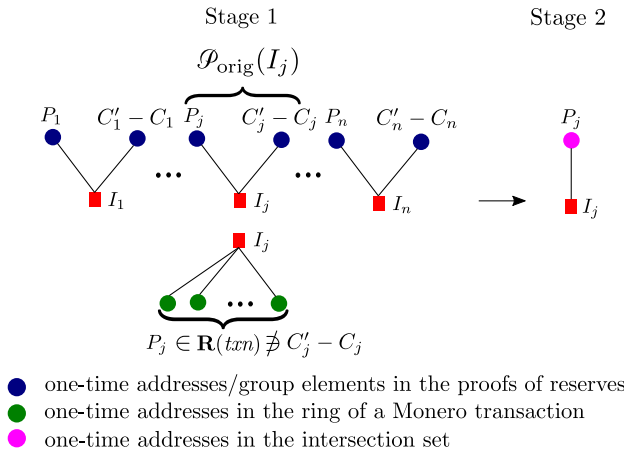 Stage 1 Stage 2
𝒫orig(Ij)
P1 C′1 − C1 Pj C′j − Cj Pn C′n − Cn Pj
... ...
I1 Ij In Ij
Ij
...
Pj ∈ R(txn) ∌ C′j − Cj
one-time addresses/group elements in the proofs of reserves
one-time addresses in the ring of a Monero transaction
one-time addresses in the intersection set